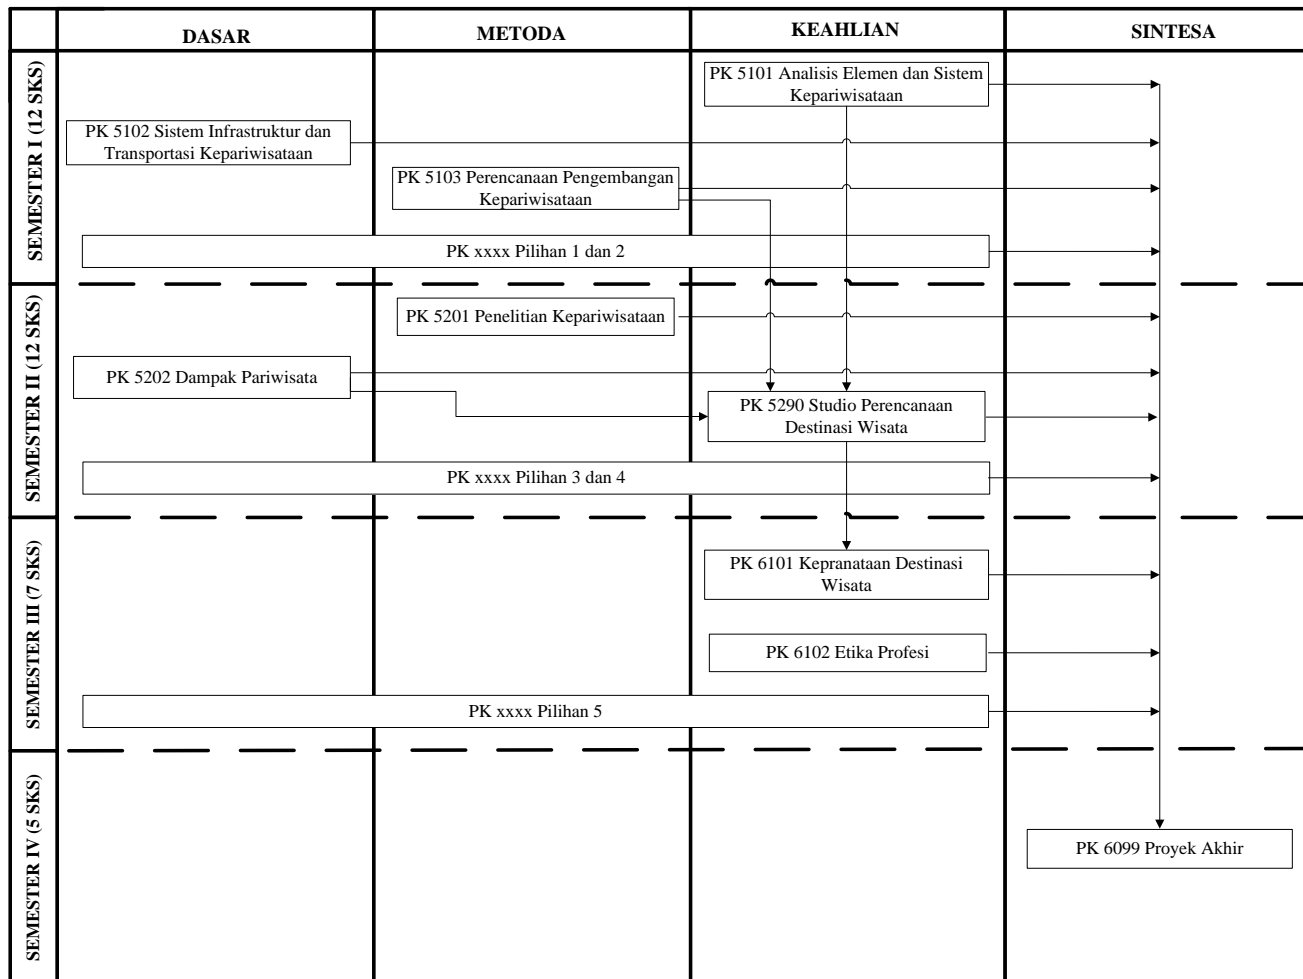 DASAR
METODA
KEAHLIAN
SINTESA
SEMESTER I (12 SKS)
PK 5101 Analisis Elemen dan Sistem
Kepariwisataan
PK 5102 Sistem Infrastruktur dan
Transportasi Kepariwisataan
PK 5103 Perencanaan Pengembangan
Kepariwisataan
PK xxxx Pilihan 1 dan 2
SEMESTER II (12 SKS)
PK 5201 Penelitian Kepariwisataan
PK 5202 Dampak Pariwisata
PK 5290 Studio Perencanaan
Destinasi Wisata
PK xxxx Pilihan 3 dan 4
SEMESTER III (7 SKS)
PK 6101 Kepranataan Destinasi
Wisata
PK 6102 Etika Profesi
PK xxxx Pilihan 5
SEMESTER IV (5 SKS)
PK 6099 Proyek Akhir